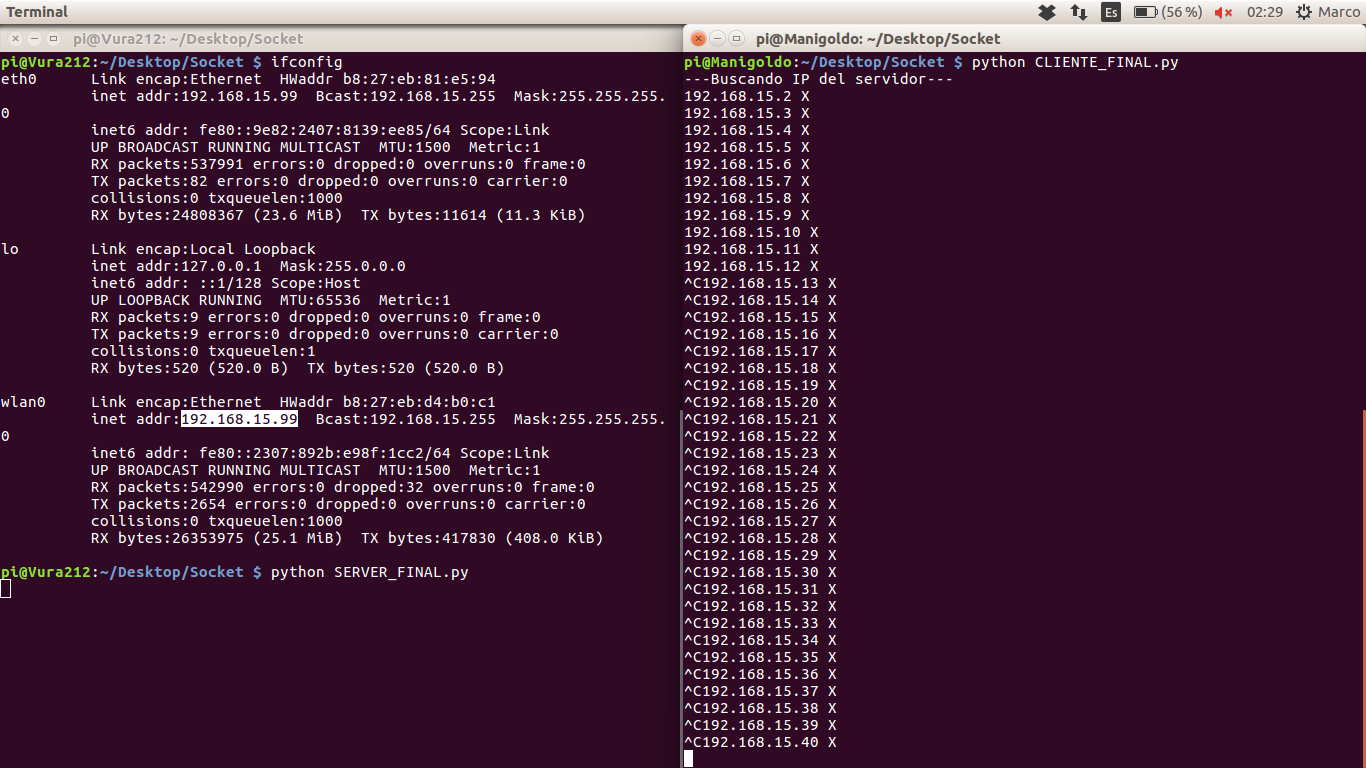 Terminal
Es (56 %) 02:29 Marco
pi@Vura212: ~/Desktop/Socket
pi@Vura212:~/Desktop/Socket $ ifconfig
eth0      Link encap:Ethernet  HWaddr b8:27:eb:81:e5:94
          inet addr:192.168.15.99  Bcast:192.168.15.255  Mask:255.255.255.
0
          inet6 addr: fe80::9e82:2407:8139:ee85/64 Scope:Link
          UP BROADCAST RUNNING MULTICAST  MTU:1500  Metric:1
          RX packets:537991 errors:0 dropped:0 overruns:0 frame:0
          TX packets:82 errors:0 dropped:0 overruns:0 carrier:0
          collisions:0 txqueuelen:1000
          RX bytes:24808367 (23.6 MiB)  TX bytes:11614 (11.3 KiB)
lo        Link encap:Local Loopback
          inet addr:127.0.0.1  Mask:255.0.0.0
          inet6 addr: ::1/128 Scope:Host
          UP LOOPBACK RUNNING  MTU:65536  Metric:1
          RX packets:9 errors:0 dropped:0 overruns:0 frame:0
          TX packets:9 errors:0 dropped:0 overruns:0 carrier:0
          collisions:0 txqueuelen:1
          RX bytes:520 (520.0 B)  TX bytes:520 (520.0 B)
wlan0     Link encap:Ethernet  HWaddr b8:27:eb:d4:b0:c1
          inet addr:192.168.15.99  Bcast:192.168.15.255  Mask:255.255.255.
0
          inet6 addr: fe80::2307:892b:e98f:1cc2/64 Scope:Link
          UP BROADCAST RUNNING MULTICAST  MTU:1500  Metric:1
          RX packets:542990 errors:0 dropped:32 overruns:0 frame:0
          TX packets:2654 errors:0 dropped:0 overruns:0 carrier:0
          collisions:0 txqueuelen:1000
          RX bytes:26353975 (25.1 MiB)  TX bytes:417830 (408.0 KiB)
pi@Vura212:~/Desktop/Socket $ python SERVER_FINAL.py
pi@Manigoldo: ~/Desktop/Socket
pi@Manigoldo:~/Desktop/Socket $ python CLIENTE_FINAL.py
---Buscando IP del servidor---
192.168.15.2 X
192.168.15.3 X
192.168.15.4 X
192.168.15.5 X
192.168.15.6 X
192.168.15.7 X
192.168.15.8 X
192.168.15.9 X
192.168.15.10 X
192.168.15.11 X
192.168.15.12 X
^C192.168.15.13 X
^C192.168.15.14 X
^C192.168.15.15 X
^C192.168.15.16 X
^C192.168.15.17 X
^C192.168.15.18 X
^C192.168.15.19 X
^C192.168.15.20 X
^C192.168.15.21 X
^C192.168.15.22 X
^C192.168.15.23 X
^C192.168.15.24 X
^C192.168.15.25 X
^C192.168.15.26 X
^C192.168.15.27 X
^C192.168.15.28 X
^C192.168.15.29 X
^C192.168.15.30 X
^C192.168.15.31 X
^C192.168.15.32 X
^C192.168.15.33 X
^C192.168.15.34 X
^C192.168.15.35 X
^C192.168.15.36 X
^C192.168.15.37 X
^C192.168.15.38 X
^C192.168.15.39 X
^C192.168.15.40 X